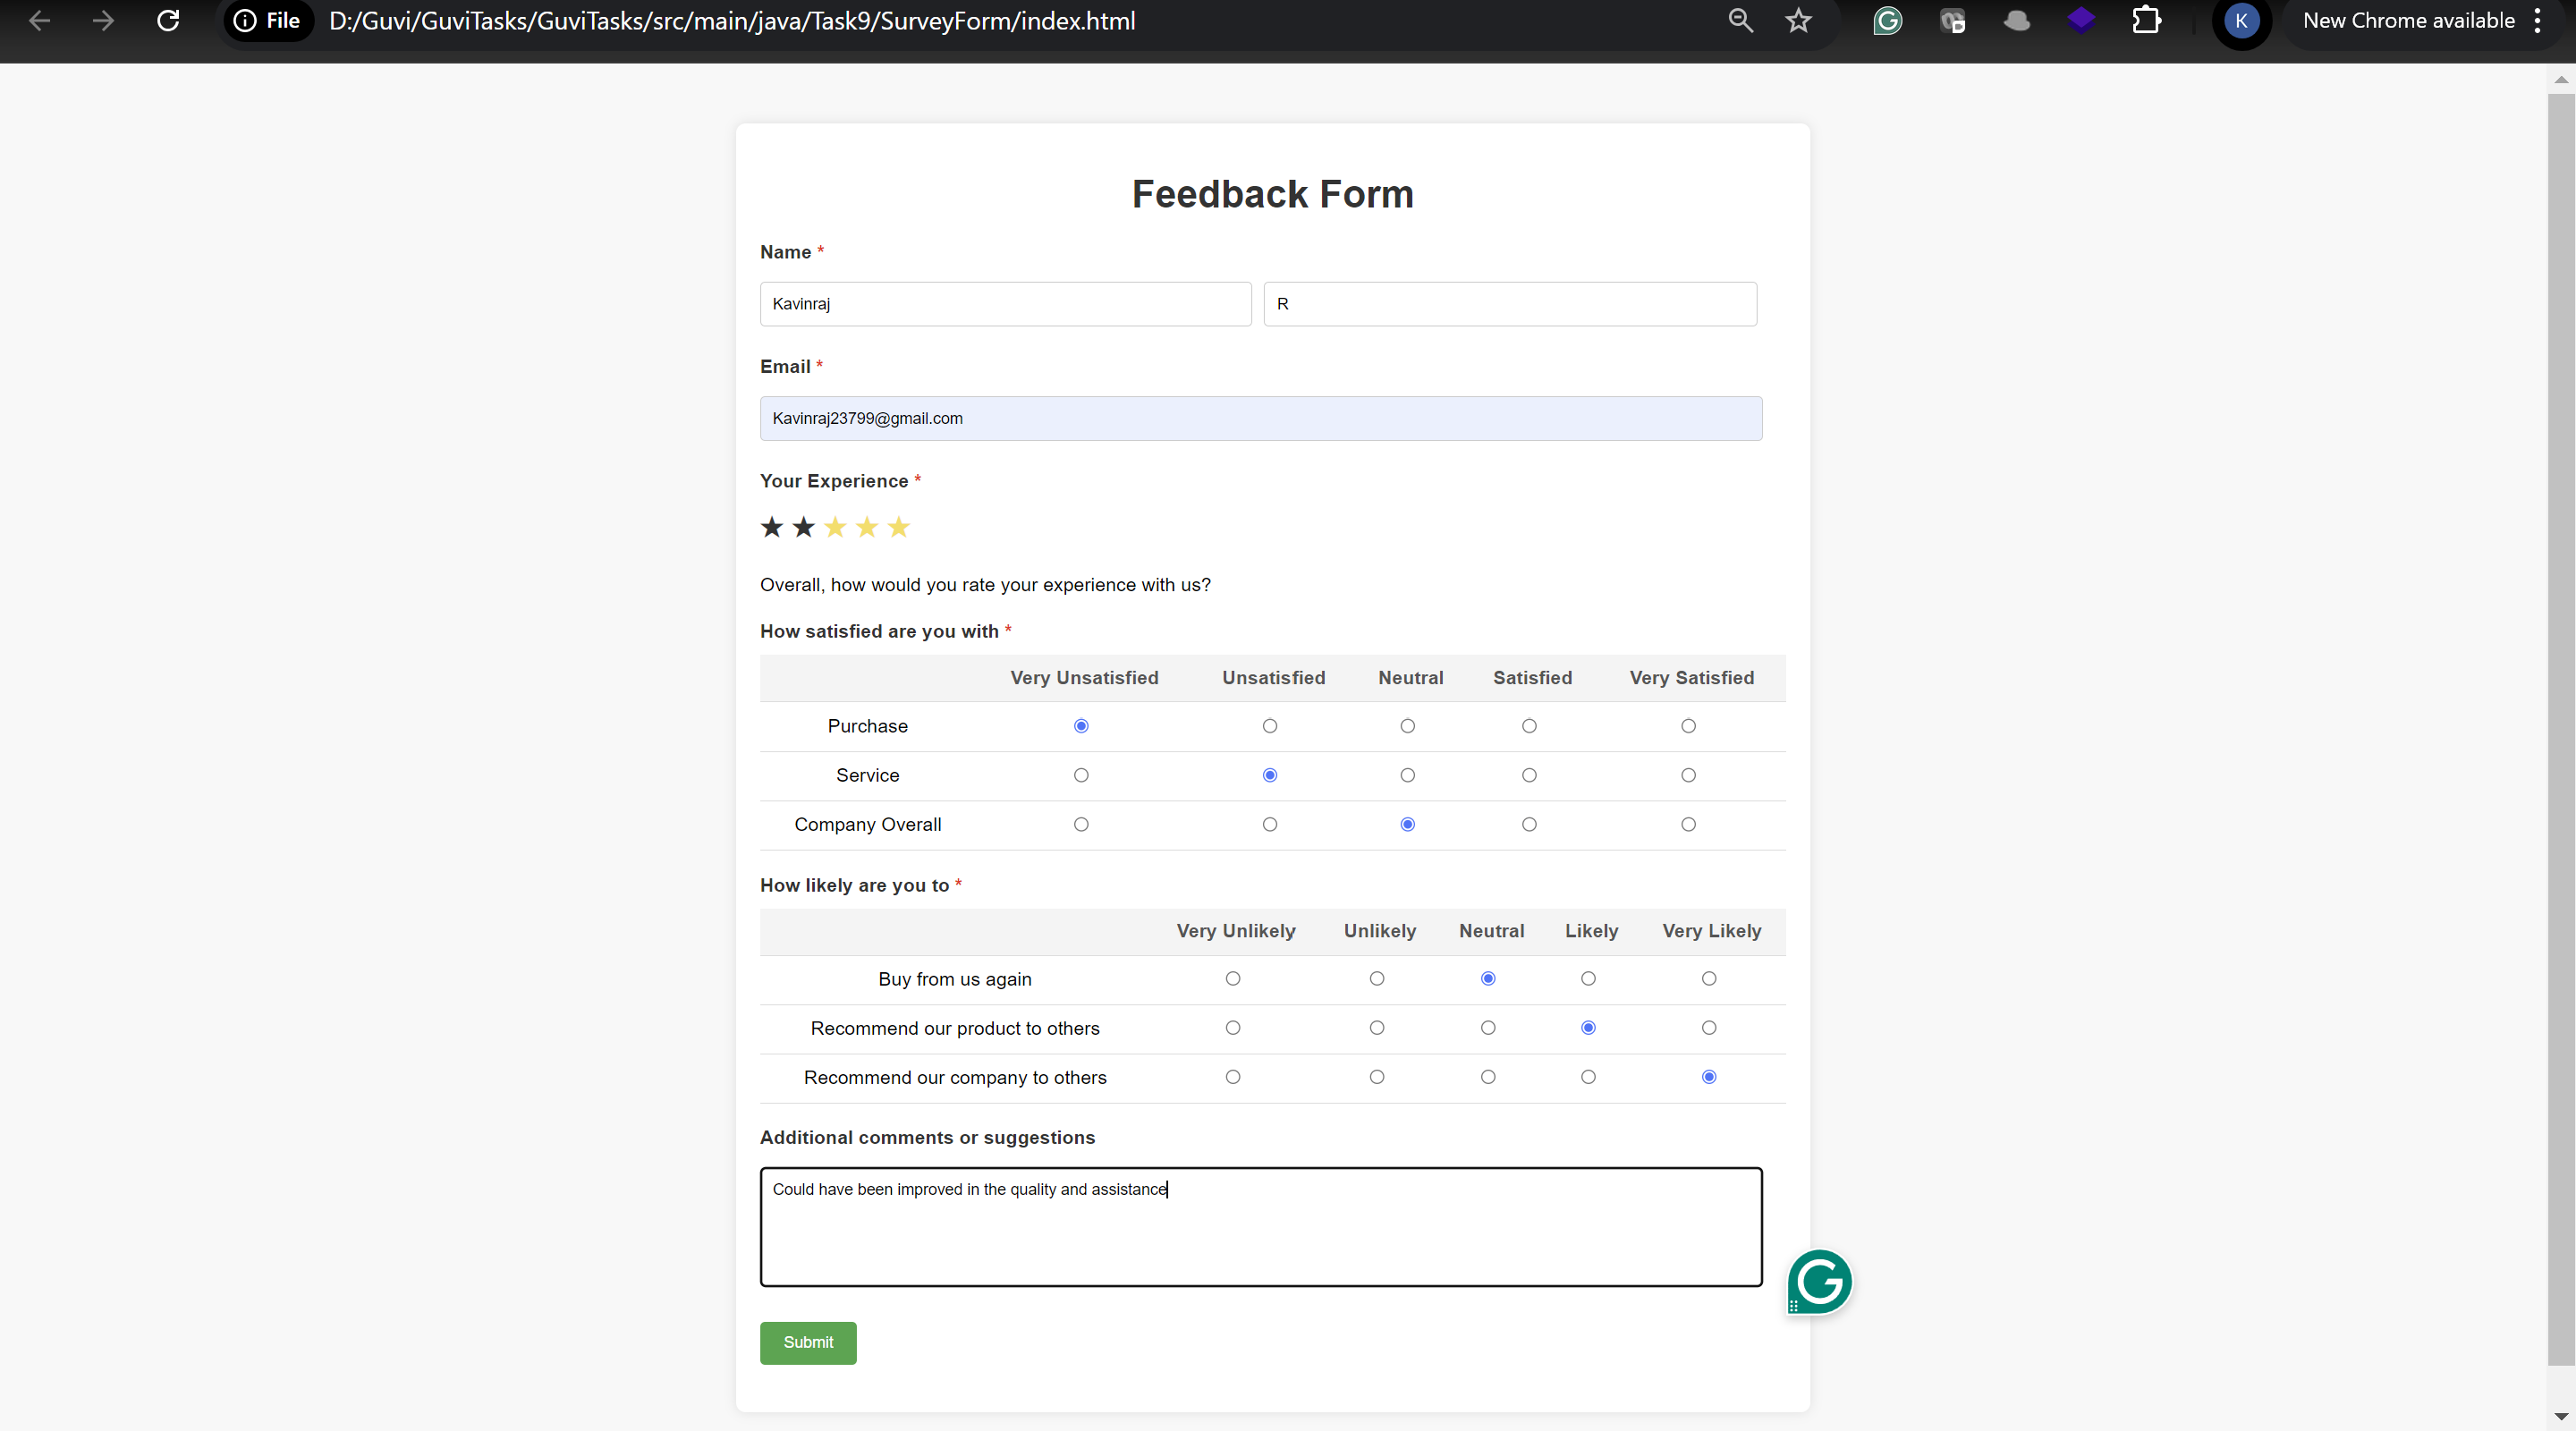 File D:/Guvi/GuviTasks/GuviTasks/src/main/java/Task9/SurveyForm/index.html K New Chrome available
Feedback Form
Name *
Kavinraj R
Email *
Kavinraj23799@gmail.com
Your Experience *
Overall, how would you rate your experience with us?
How satisfied are you with *
Very Unsatisfied Unsatisfied Neutral Satisfied Very Satisfied
Purchase
Service
Company Overall
How likely are you to *
Very Unlikely Unlikely Neutral Likely Very Likely
Buy from us again
Recommend our product to others
Recommend our company to others
Additional comments or suggestions
Could have been improved in the quality and assistance
Submit